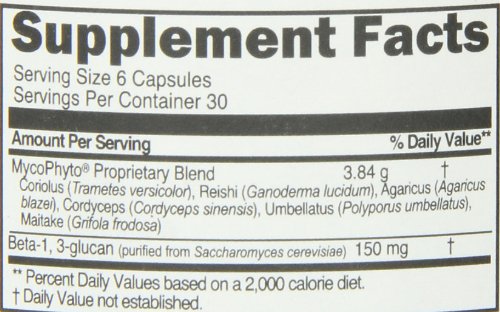 Supplement Facts
Serving Size 6 Capsules
Servings Per Container 30
Amount Per Serving % Daily Value**
MycoPhyto® Proprietary Blend 3.84 g †
Coriolus (Trametes versicolor), Reishi (Ganoderma lucidum), Agaricus (Agaricus
blazei), Cordyceps (Cordyceps sinensis), Umbellatus (Polyporus umbellatus),
Maitake (Grifola frodosa)
Beta-1, 3-glucan (purified from Saccharomyces cerevisiae) 150 mg †
** Percent Daily Values based on a 2,000 calorie diet.
† Daily Value not established.